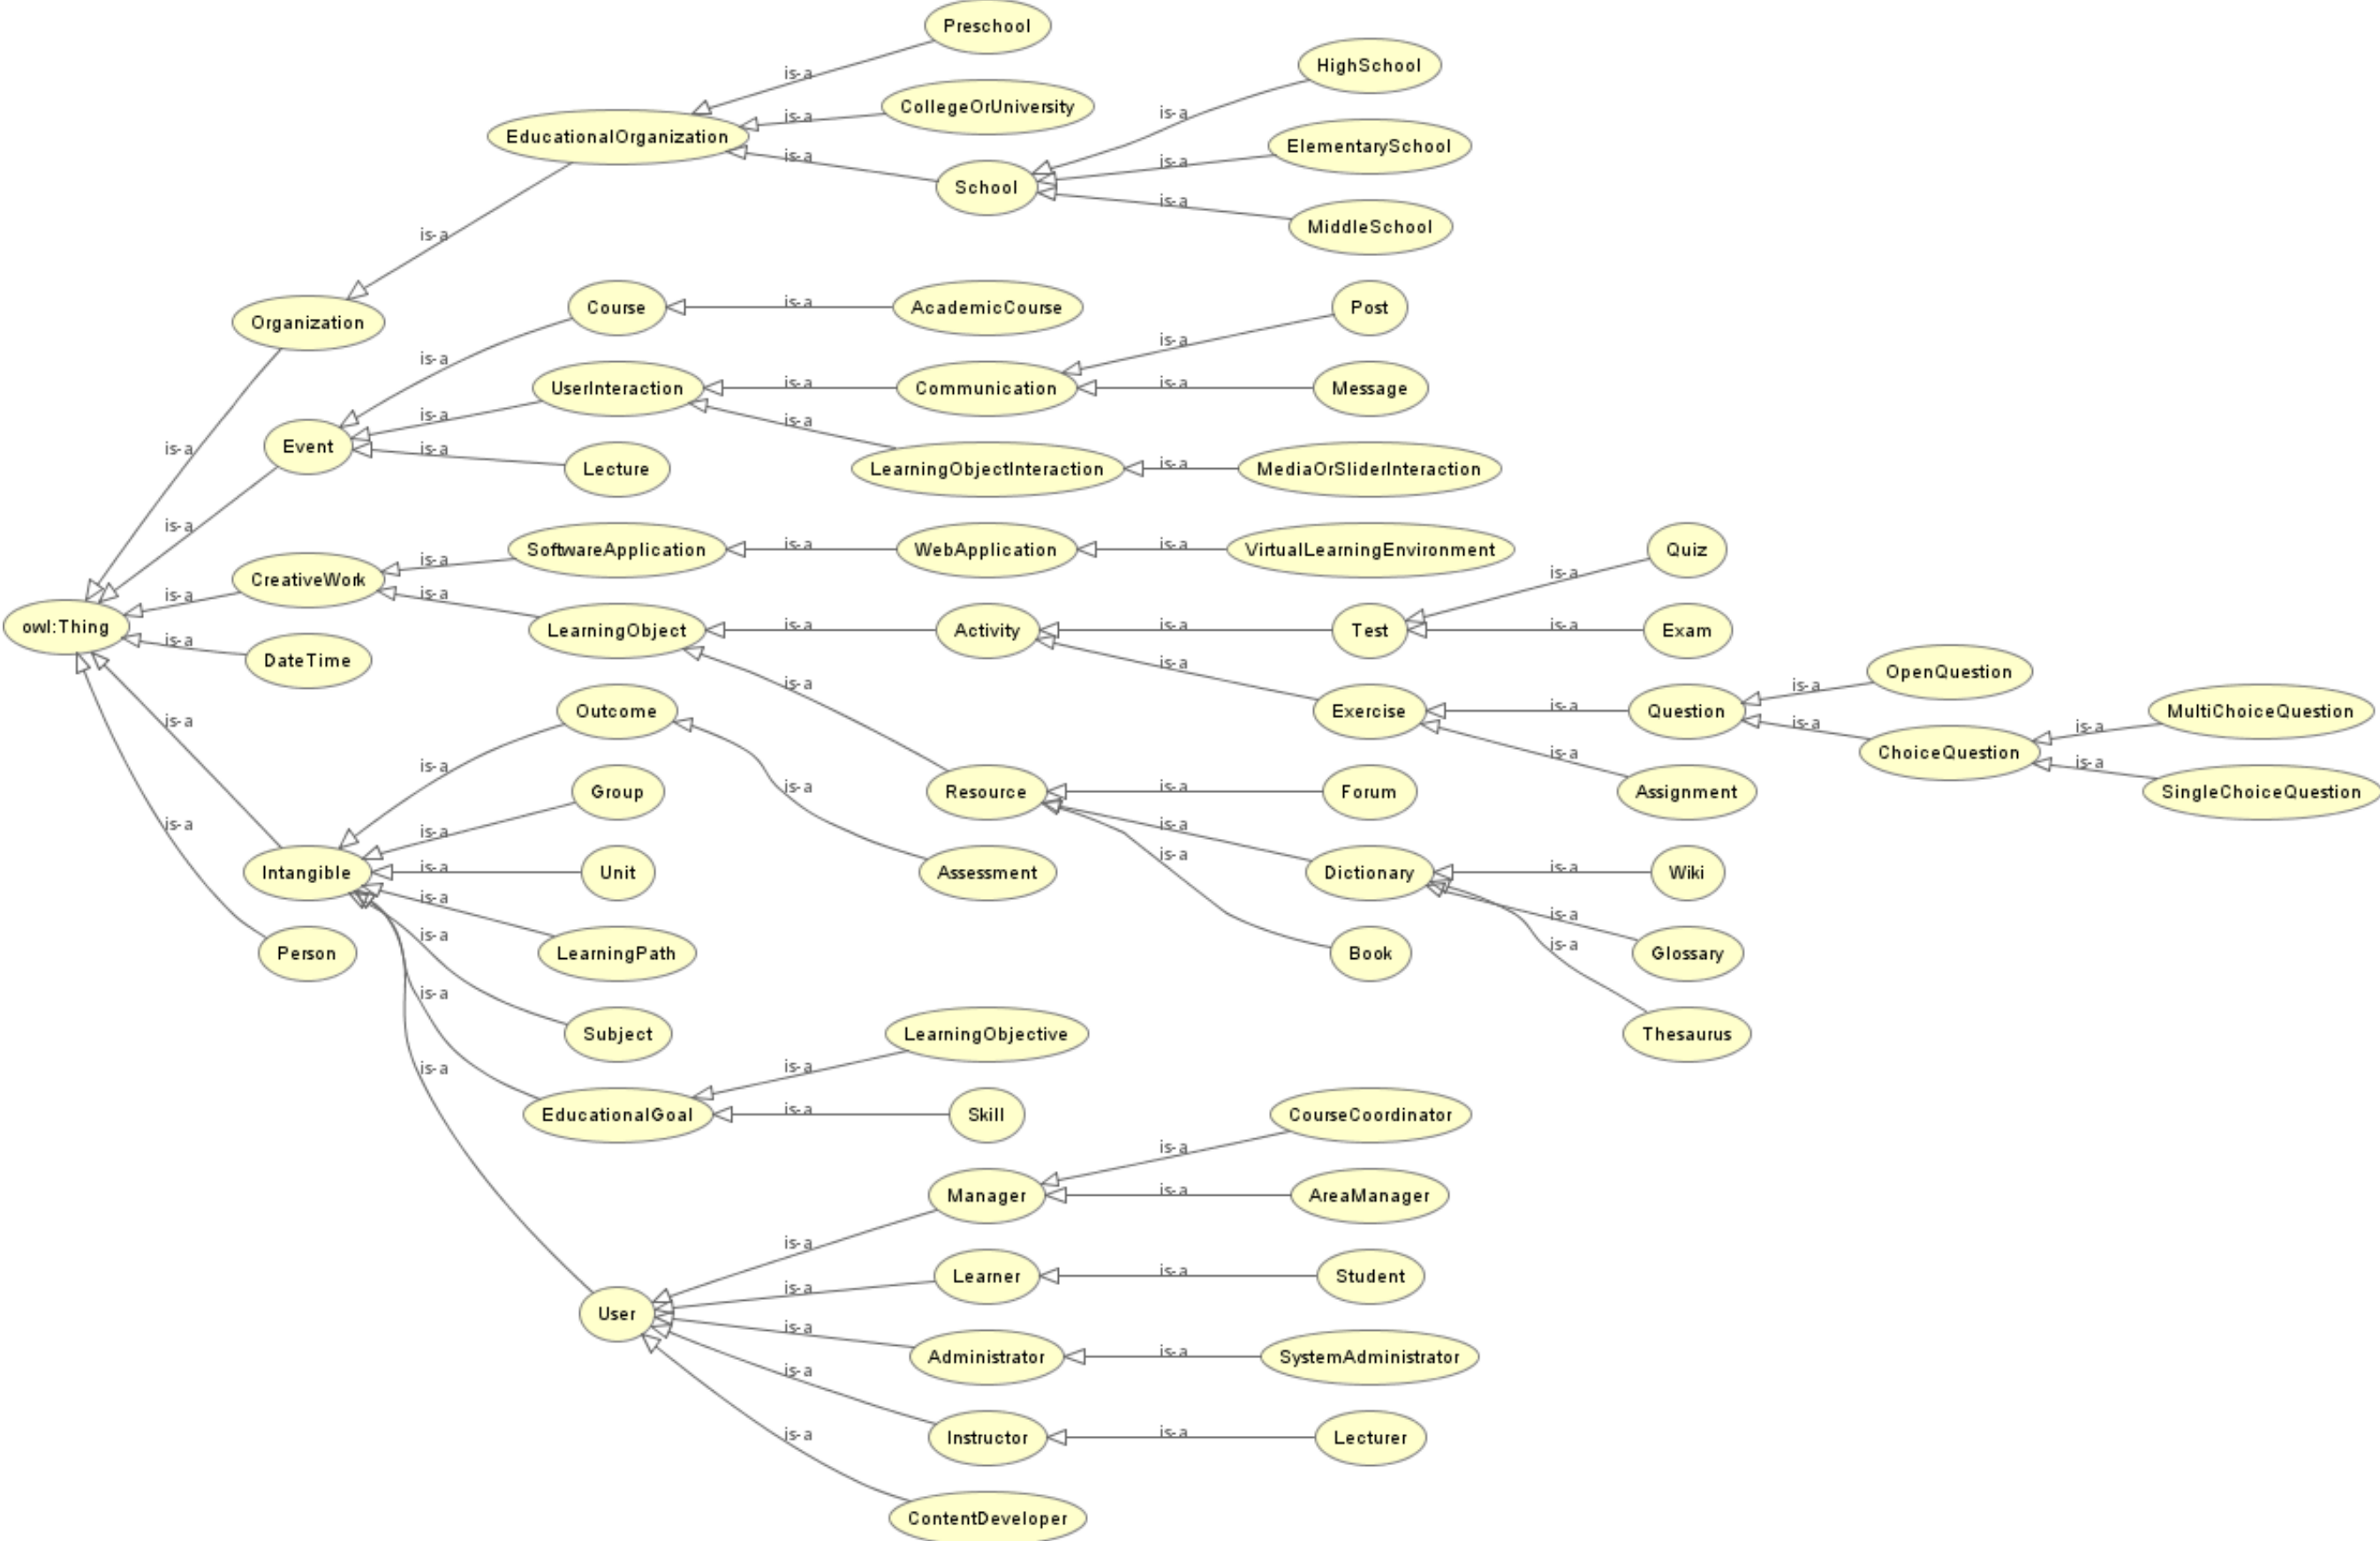 Preschool
HighSchool
is-a
CollegeOrUniversity
is-a
is-a
EducationalOrganization
ElementarySchool
is-a
is-a
School
is-a
MiddleSchool
is-a
Organization
Course
is-a
AcademicCourse
Post
is-a
is-a
UserInteraction
is-a
Communication
is-a
Message
is-a
is-a
Event
is-a
is-a
Lecture
LearningObjectInteraction
is-a
MediaOrSliderInteraction
is-a
SoftwareApplication
is-a
WebApplication
is-a
VirtualLearningEnvironment
Quiz
is-a
is-a
CreativeWork
is-a
is-a
owl:Thing
LearningObject
is-a
Activity
is-a
Test
is-a
Exam
is-a
DateTime
is-a
OpenQuestion
is-a
is-a
Outcome
Exercise
is-a
Question
is-a
MultiChoiceQuestion
is-a
is-a
is-a
ChoiceQuestion
is-a
is-a
is-a
Group
is-a
Resource
is-a
Forum
Assignment
SingleChoiceQuestion
is-a
is-a
is-a
is-a
Intangible
is-a
Unit
Assessment
Dictionary
is-a
Wiki
is-a
is-a
is-a
is-a
Person
LearningPath
Book
Glossary
is-a
Subject
LearningObjective
Thesaurus
is-a
is-a
EducationalGoal
is-a
Skill
CourseCoordinator
is-a
Manager
is-a
AreaManager
is-a
Learner
is-a
Student
is-a
User
is-a
Administrator
is-a
SystemAdministrator
is-a
Instructor
is-a
Lecturer
is-a
ContentDeveloper